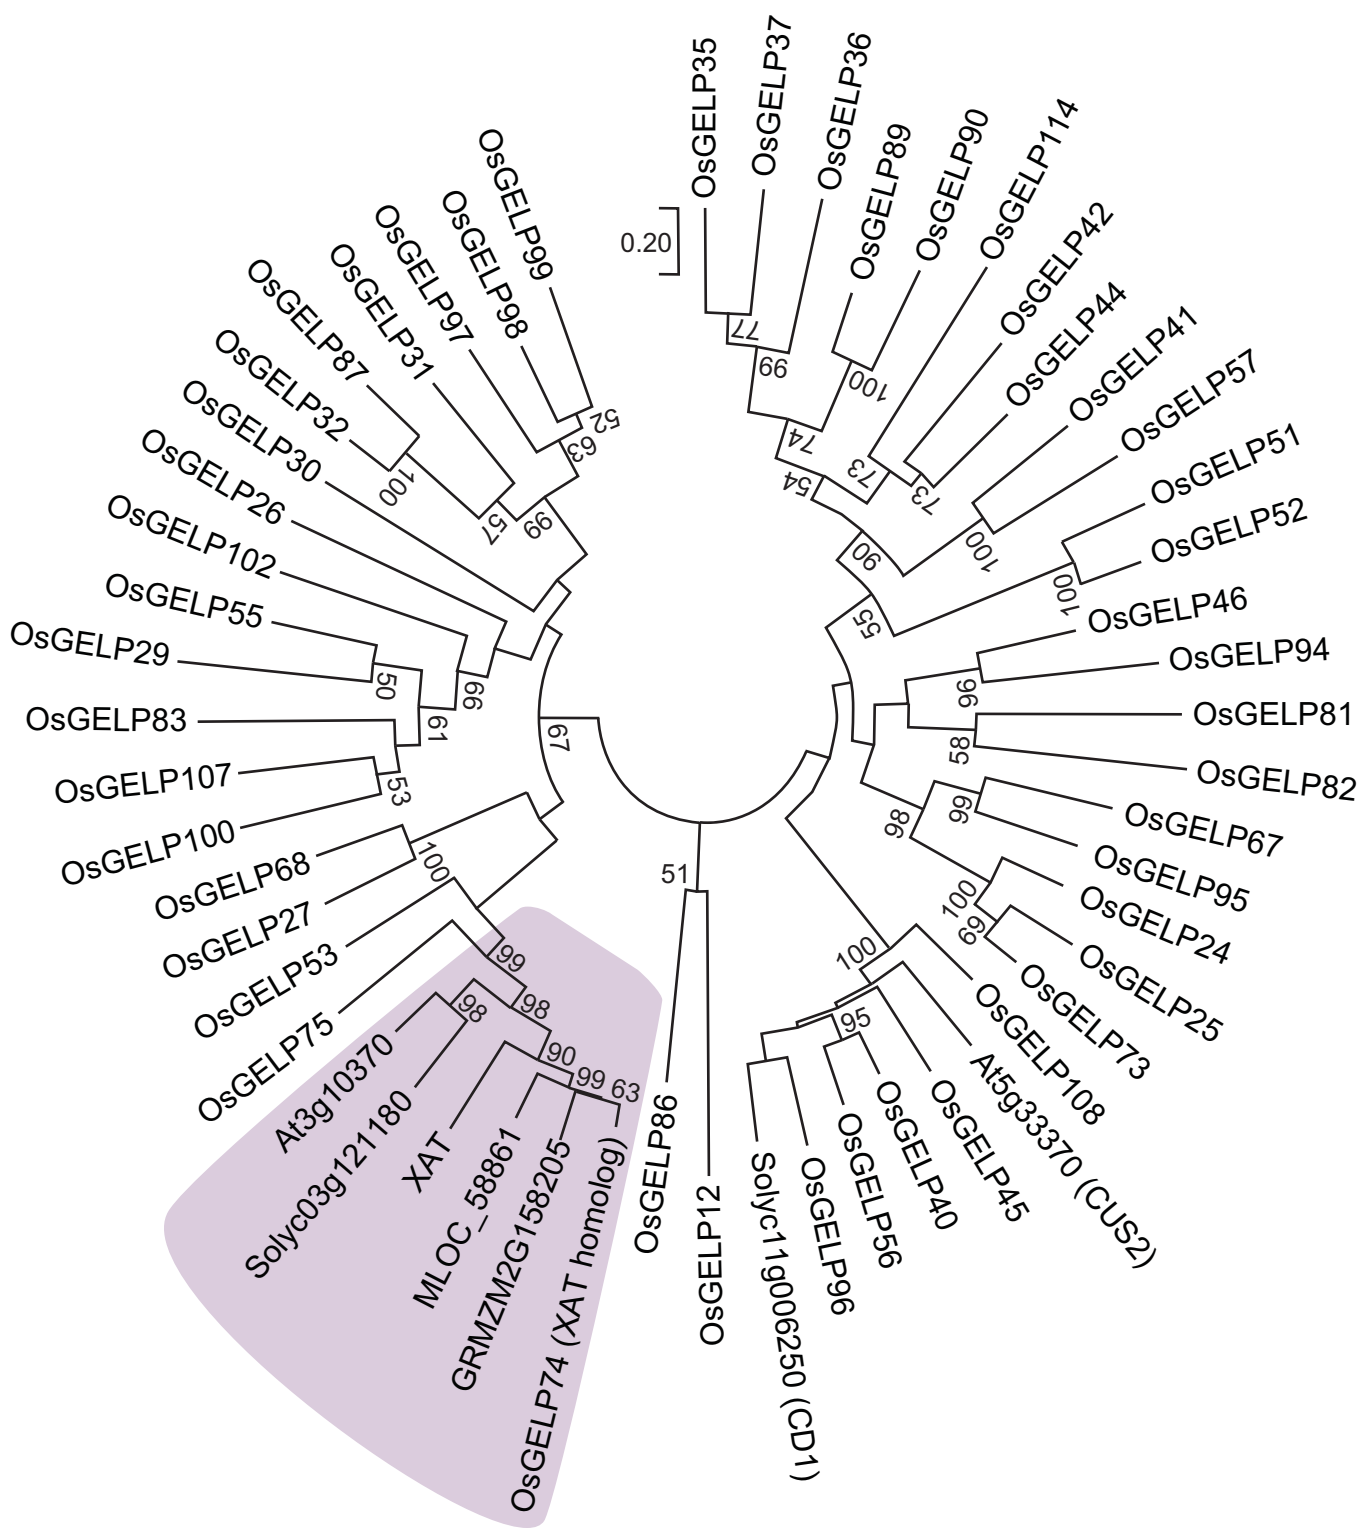 OsGELP35
OsGELP37
OsGELP36
OsGELP89
OsGELP90
OsGELP114
OsGELP42
OsGELP44
OsGELP41
OsGELP57
OsGELP51
OsGELP52
OsGELP46
OsGELP94
OsGELP81
OsGELP82
OsGELP67
OsGELP95
OsGELP24
OsGELP25
OsGELP73
OsGELP108
At5g33370 (CUS2)
OsGELP45
OsGELP40
OsGELP56
OsGELP96
Solyc11g006250 (CD1)
OsGELP12
OsGELP86
OsGELP74 (XAT homolog)
GRMZM2G158205
MLOC_58861
XAT
Solyc03g121180
At3g10370
OsGELP75
OsGELP53
OsGELP27
OsGELP68
OsGELP100
OsGELP107
OsGELP83
OsGELP29
OsGELP55
OsGELP102
OsGELP26
OsGELP30
OsGELP32
OsGELP87
OsGELP31
OsGELP97
OsGELP98
OsGELP99
0.20
77
99
100
74
73
73
54
100
90
100
55
96
58
99
98
100
69
100
95
51
63
99
90
98
98
99
100
53
61
50
66
67
100
57
99
63
52